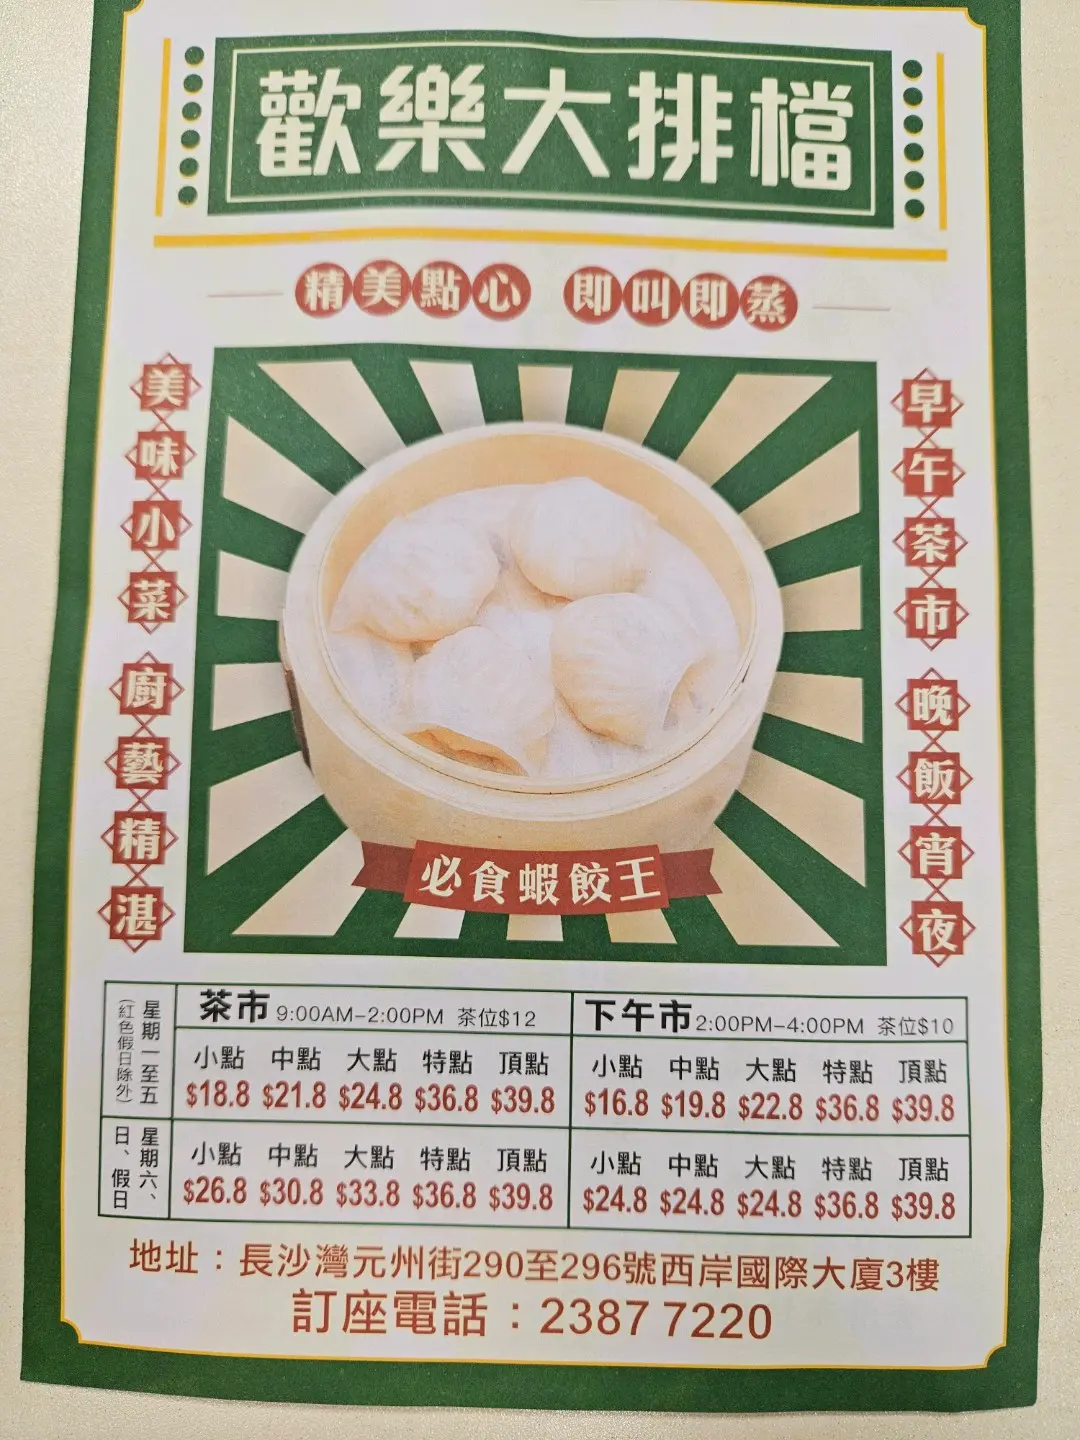 歡樂大排檔
精美點心 即叫即蒸
美味小菜 廚藝精湛
早午茶市 晚飯宵夜
必食蝦餃王
星期一至五
(紅色假日除外)
茶市 9:00AM-2:00PM 茶位$12
小點 中點 大點 特點 頂點
$18.8 $21.8 $24.8 $36.8 $39.8
下午市 2:00PM-4:00PM 茶位$10
小點 中點 大點 特點 頂點
$16.8 $19.8 $22.8 $36.8 $39.8
星期六、
日、假日
小點 中點 大點 特點 頂點
$26.8 $30.8 $33.8 $36.8 $39.8
小點 中點 大點 特點 頂點
$24.8 $24.8 $24.8 $36.8 $39.8
地址：長沙灣元州街290至296號西岸國際大廈3樓
訂座電話：2387 7220